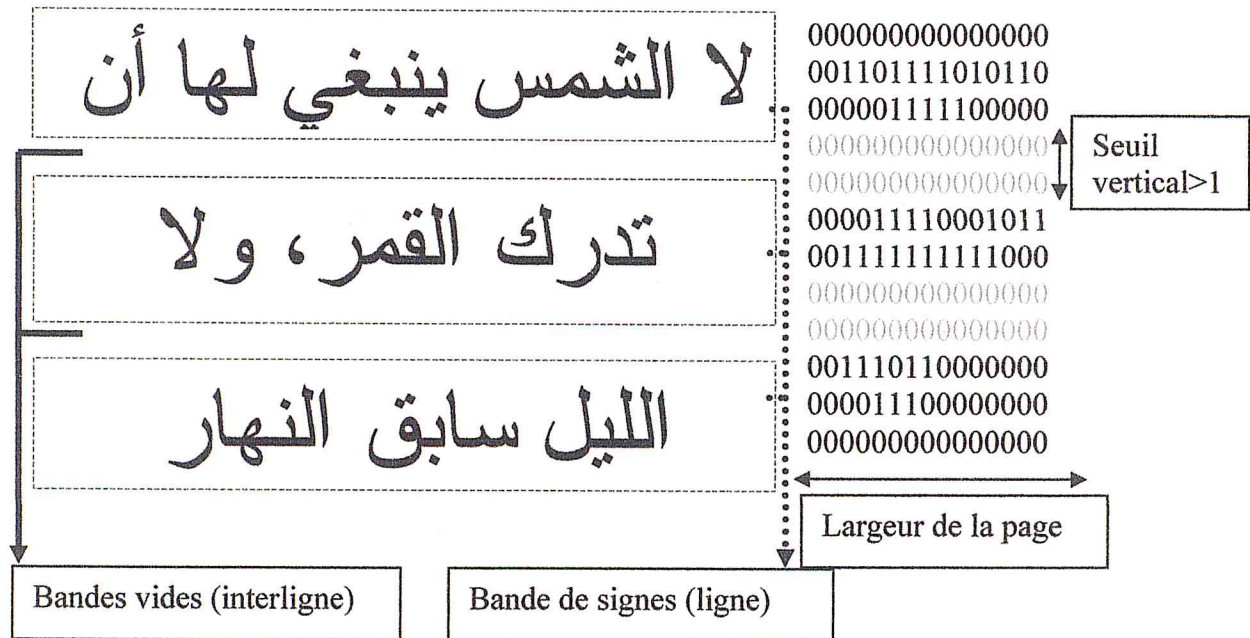 لا الشمس ينبغي لها أن
تدرك القمر، ولا
الليل سابق النهار
000000000000000
001101111010110
000001111100000
000000000000000
000000000000000
000011110001011
001111111111000
000000000000000
000000000000000
001110110000000
000011100000000
000000000000000
Seuil
vertical>1
Largeur de la page
Bandes vides (interligne)
Bande de signes (ligne)